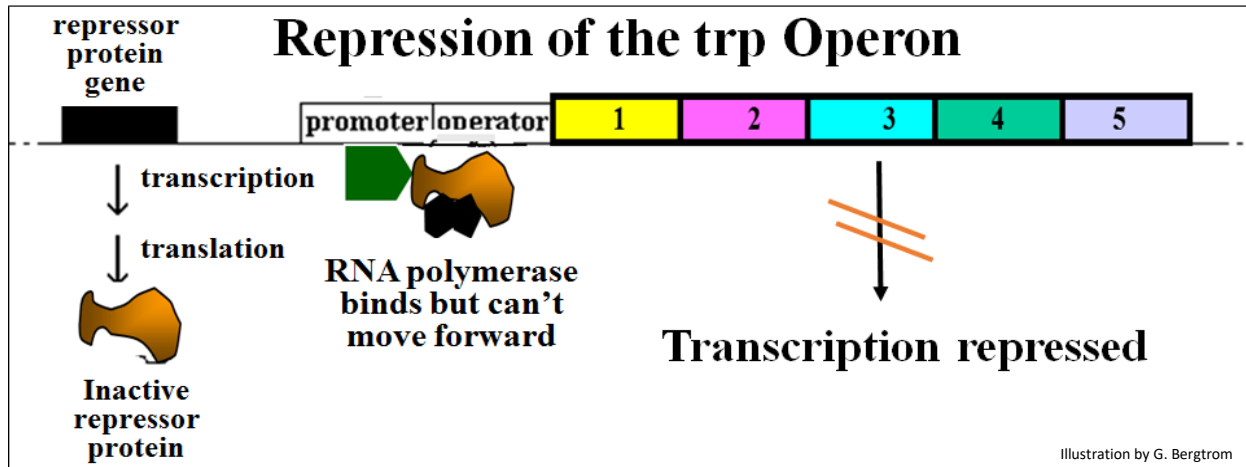 Repression of the trp Operon
repressor
protein
gene
promoter operator 1 2 3 4 5
transcription
translation
Inactive
repressor
protein
RNA polymerase
binds but can't
move forward
Transcription repressed
Illustration by G. Bergtrom